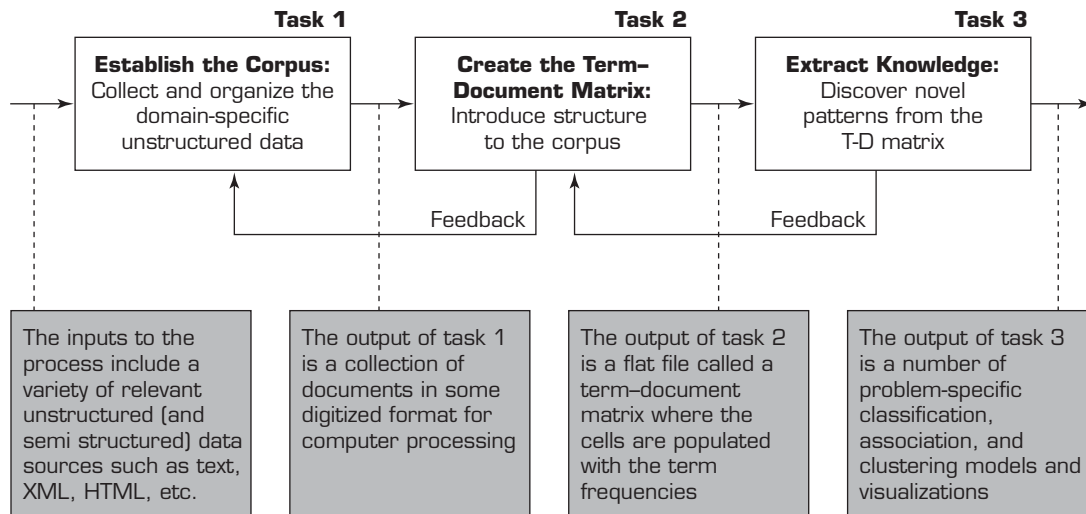 Task 1
Task 2
Task 3
Establish the Corpus:
Collect and organize the
domain-specific
unstructured data
Create the Term–
Document Matrix:
Introduce structure
to the corpus
Extract Knowledge:
Discover novel
patterns from the
T-D matrix
Feedback
Feedback
The inputs to the
process include a
variety of relevant
unstructured (and
semi structured) data
sources such as text,
XML, HTML, etc.
The output of task 1
is a collection of
documents in some
digitized format for
computer processing
The output of task 2
is a flat file called a
term–document
matrix where the
cells are populated
with the term
frequencies
The output of task 3
is a number of
problem-specific
classification,
association, and
clustering models and
visualizations